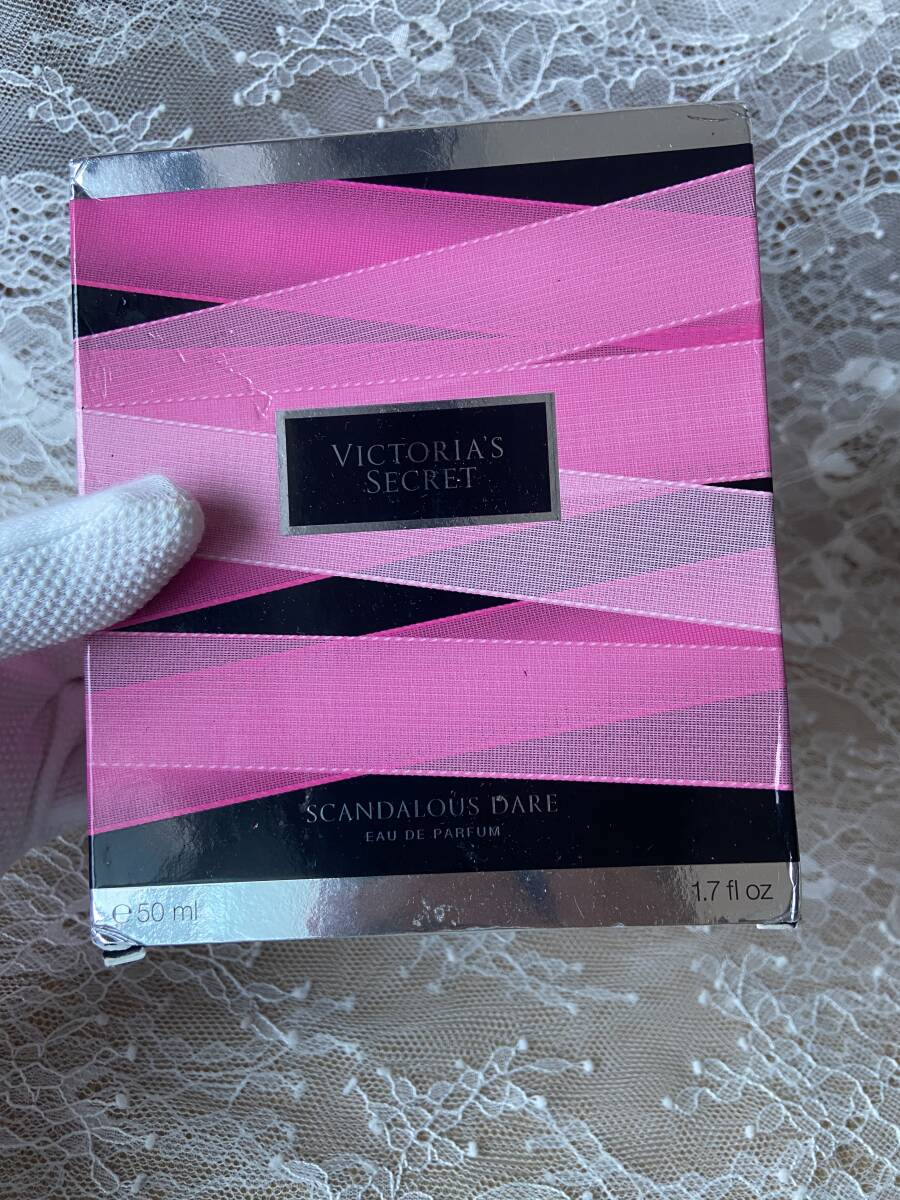 VICTORIA'S
SECRET
SCANDALOUS DARE
EAU DE PARFUM
℮50 ml
1.7 fl oz